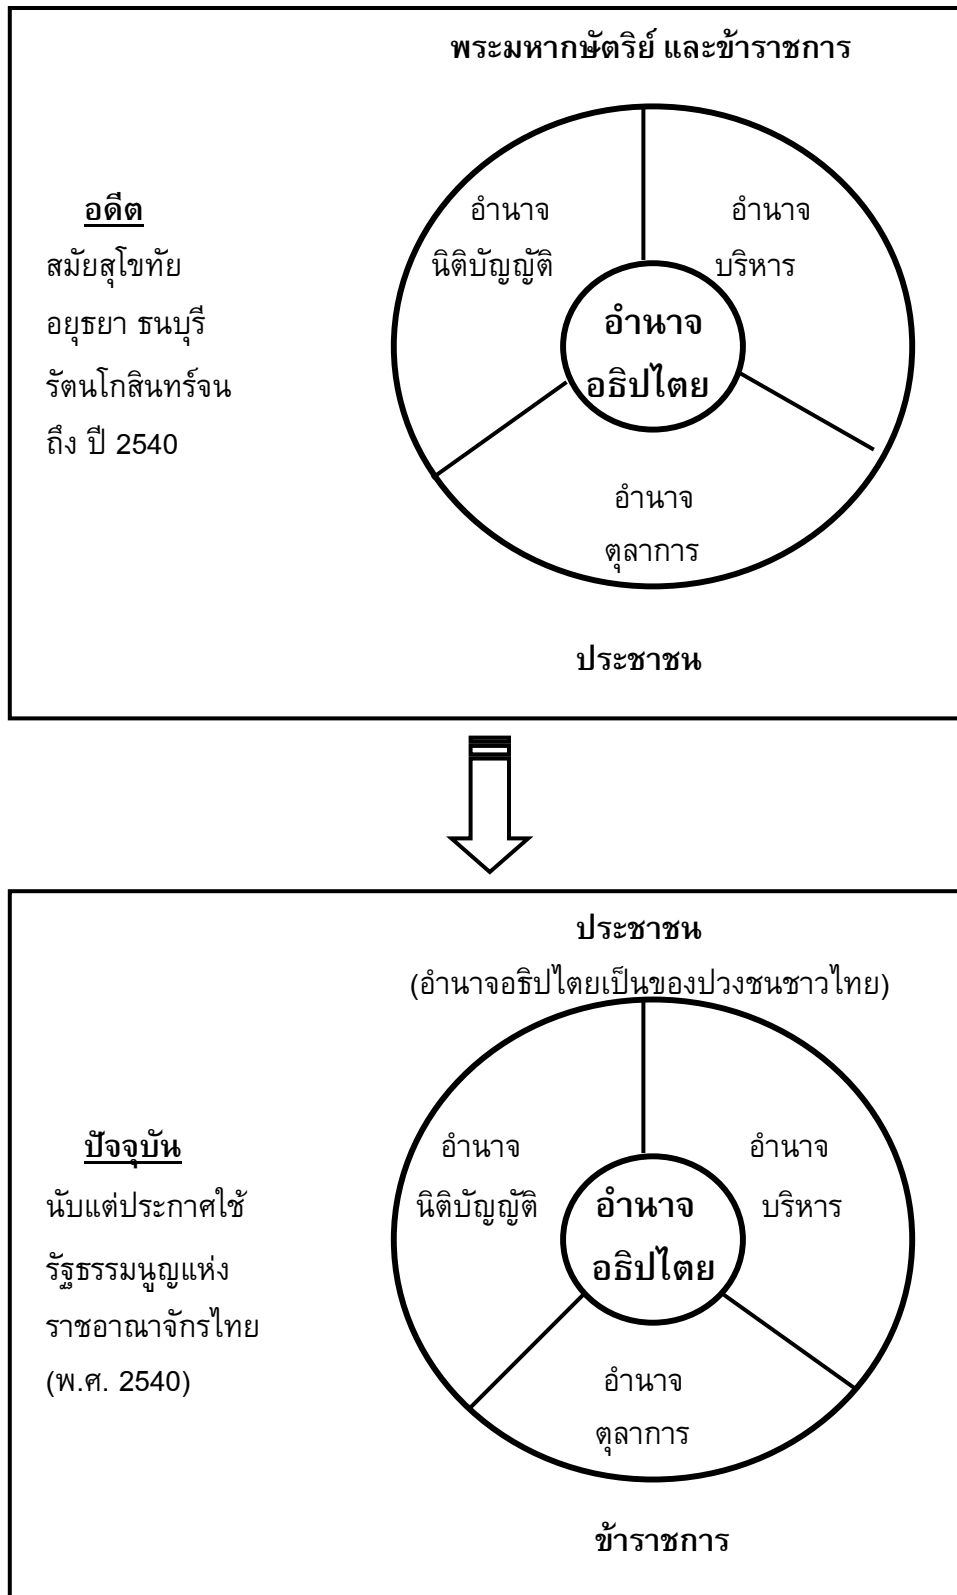 พระมหากษัตริย์ และข้าราชการ
อดีต
สมัยสุโขทัย
อยุธยา ธนบุรี
รัตนโกสินทร์จน
ถึง ปี 2540
อำนาจ
นิติบัญญัติ
อำนาจ
บริหาร
อำนาจ
อธิปไตย
อำนาจ
ตุลาการ
ประชาชน
ประชาชน
(อำนาจอธิปไตยเป็นของปวงชนชาวไทย)
ปัจจุบัน
นับแต่ประกาศใช้
รัฐธรรมนูญแห่ง
ราชอาณาจักรไทย
(พ.ศ. 2540)
อำนาจ
นิติบัญญัติ
อำนาจ
บริหาร
อำนาจ
อธิปไตย
อำนาจ
ตุลาการ
ข้าราชการ